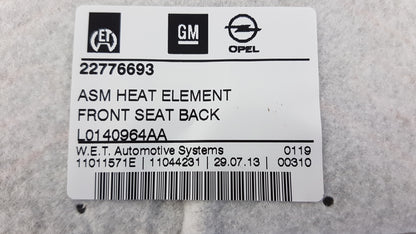 ET GM OPEL
22776693
ASM HEAT ELEMENT
FRONT SEAT BACK
L0140964AA
W.E.T. Automotive Systems 0119
11011571E | 11044231 | 29.07.13 | 00310